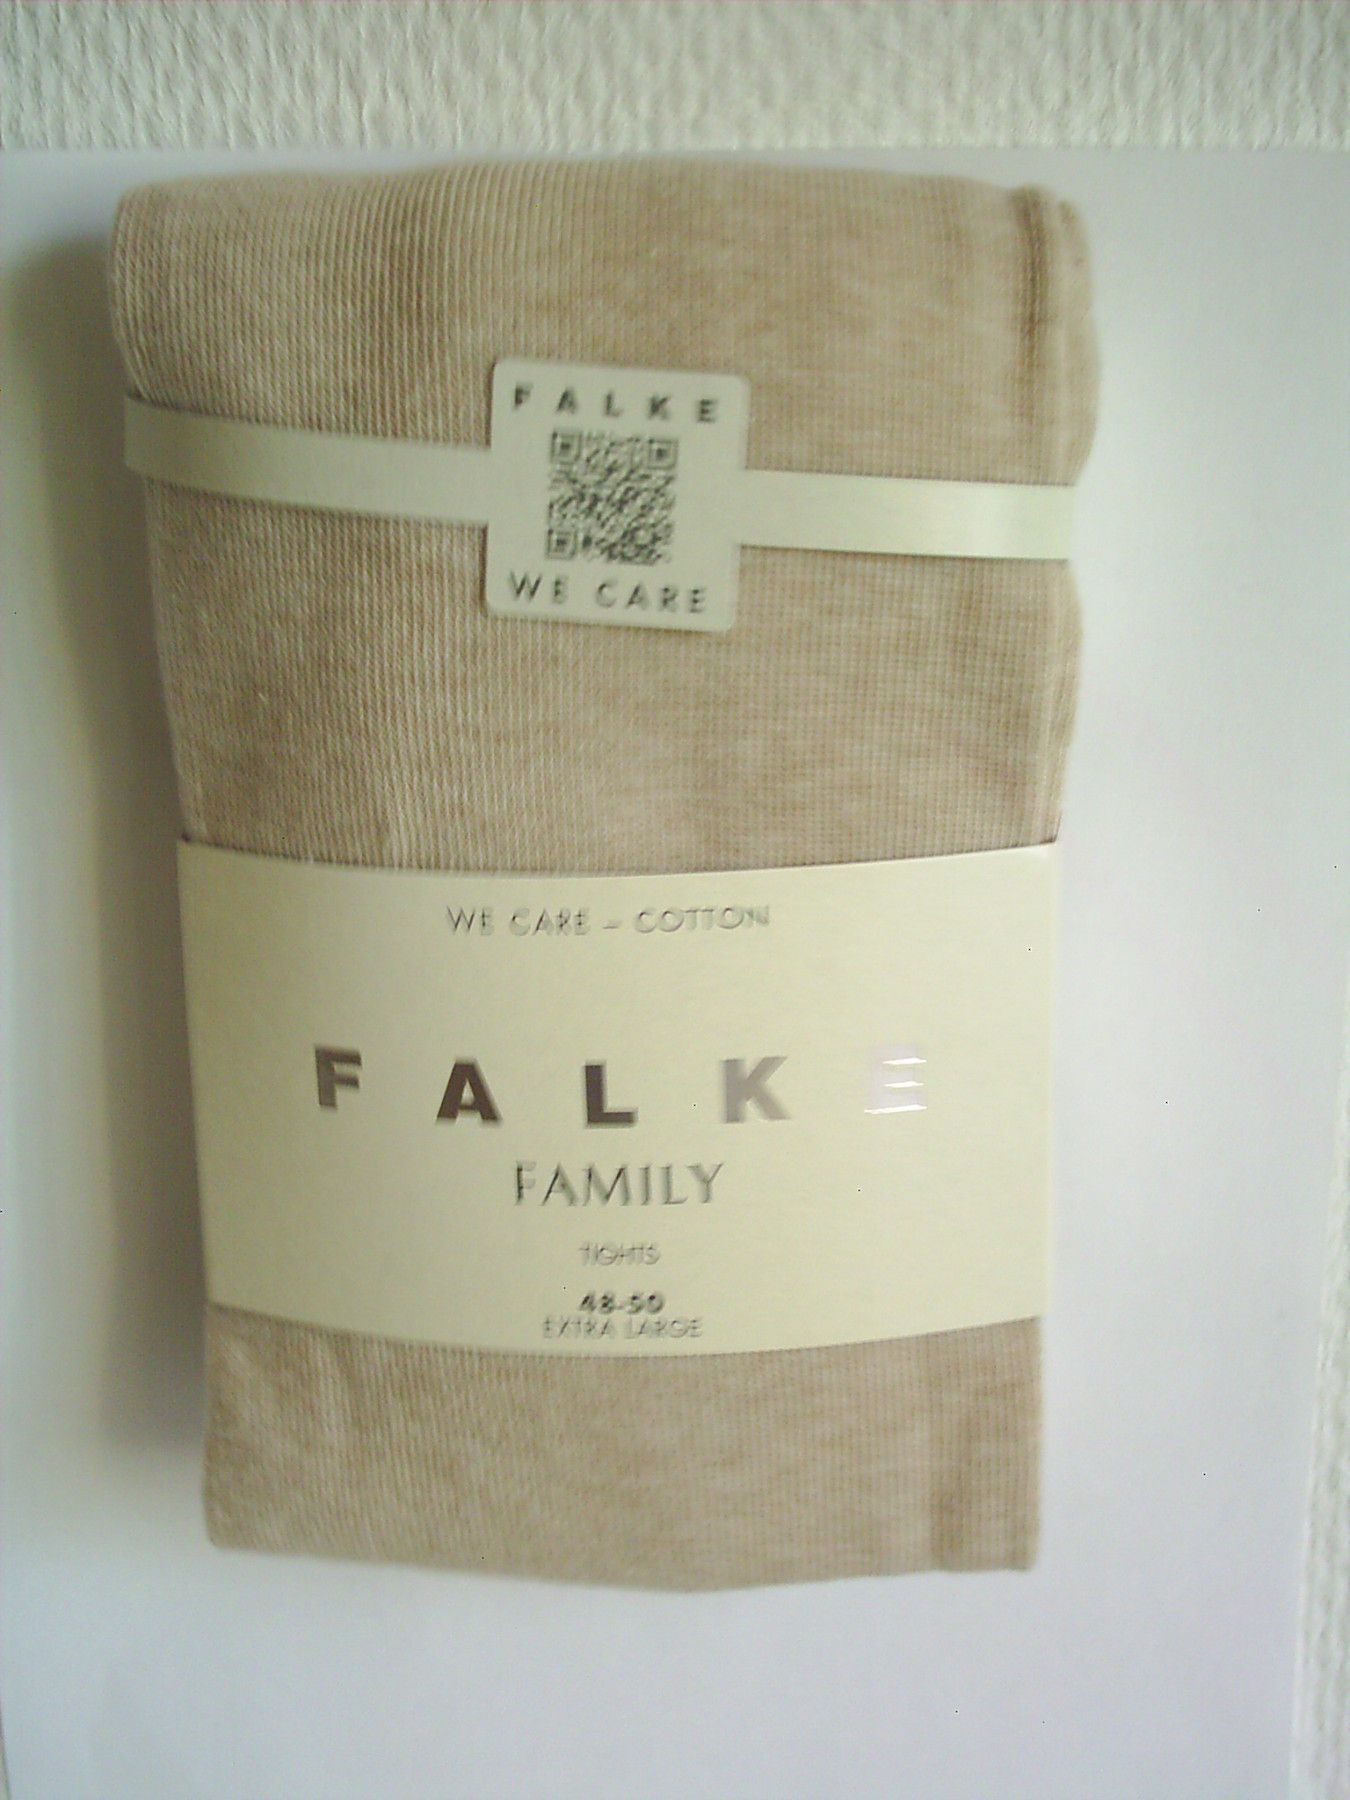 FALKE
WE CARE
WE CARE – COTTON
FALKE
FAMILY
TIGHTS
48-50
EXTRA LARGE